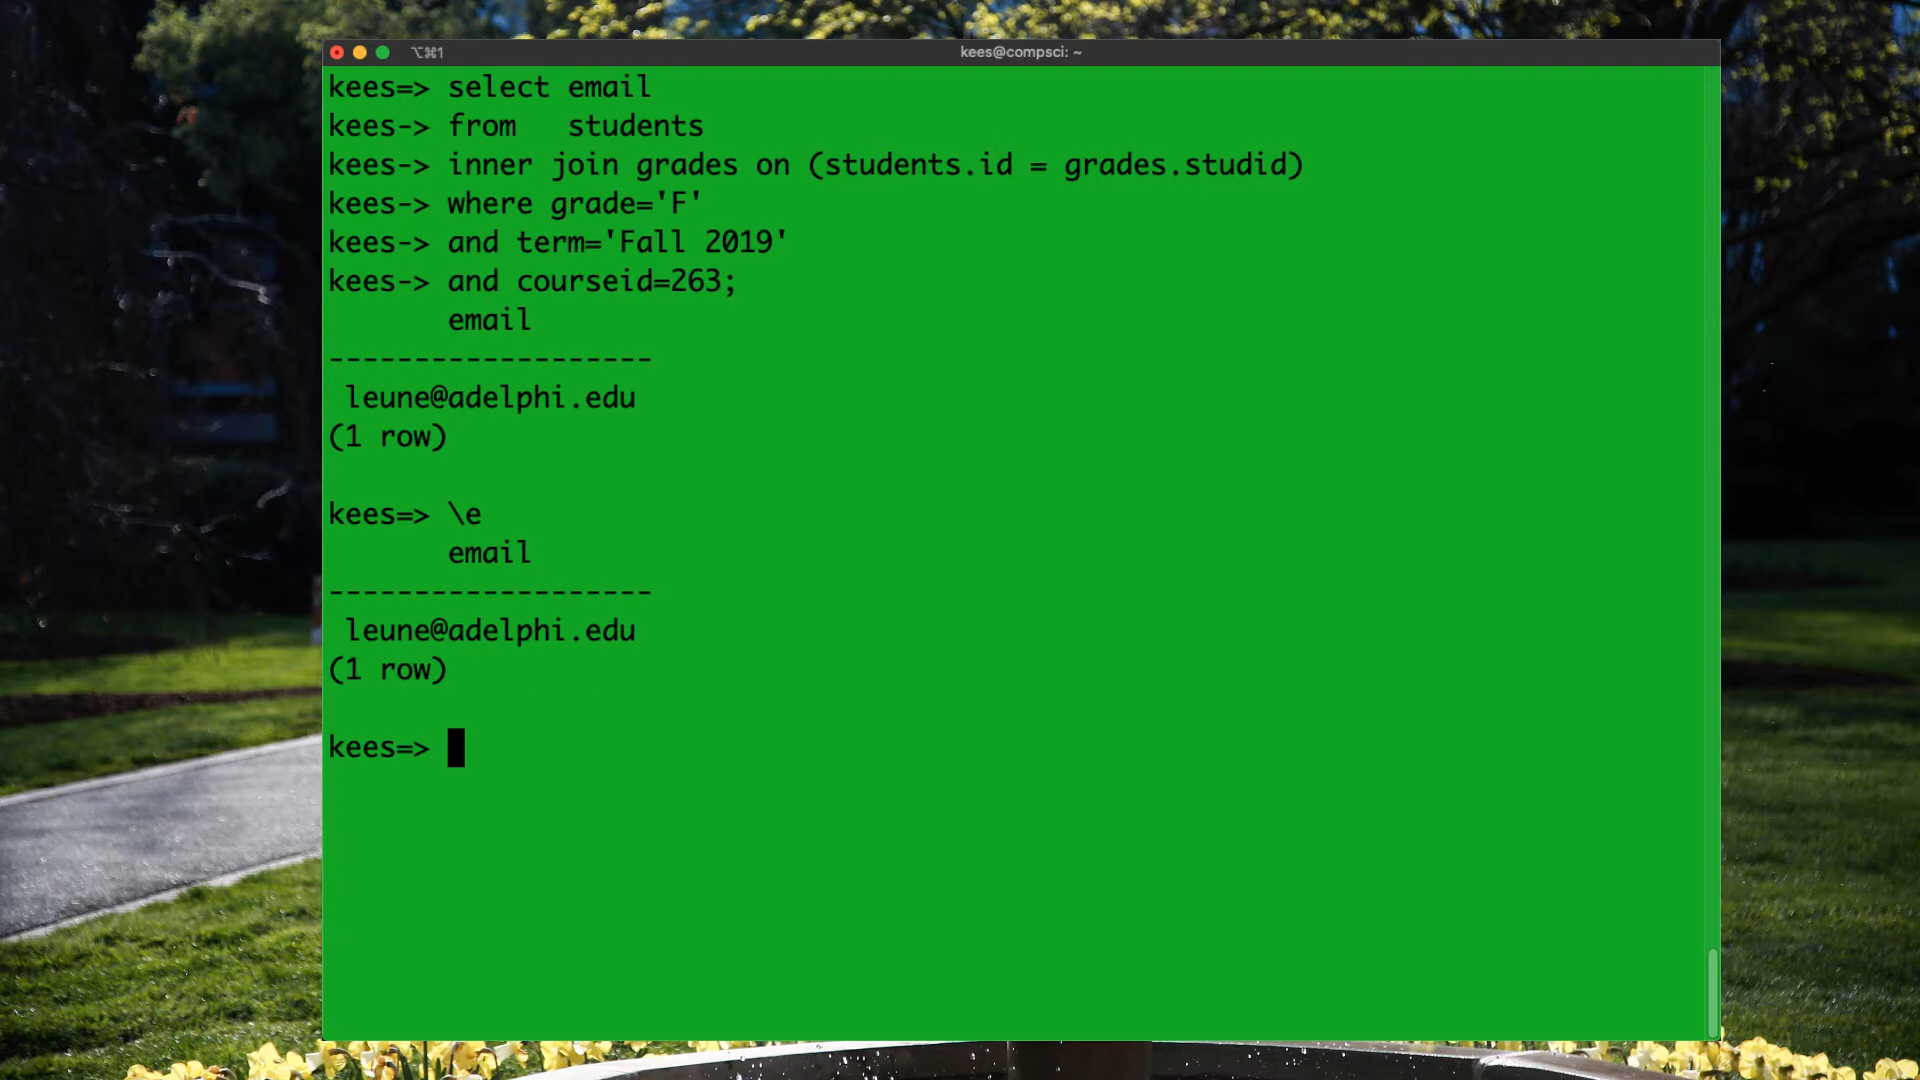 ⌥⌘1
kees@compsci: ~
kees=> select email
kees-> from   students
kees-> inner join grades on (students.id = grades.studid)
kees-> where grade='F'
kees-> and term='Fall 2019'
kees-> and courseid=263;
       email
-------------------
 leune@adelphi.edu
(1 row)

kees=> \e
       email
-------------------
 leune@adelphi.edu
(1 row)

kees=>